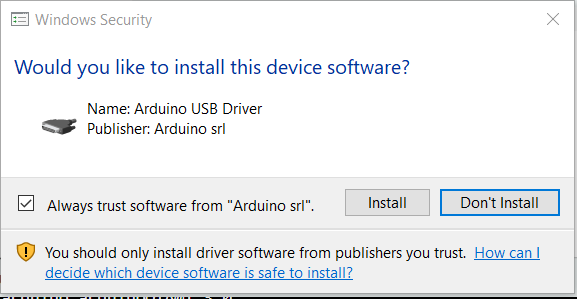 Windows Security
Would you like to install this device software?
Name: Arduino USB Driver
Publisher: Arduino srl
Always trust software from "Arduino srl".
Install
Don't Install
You should only install driver software from publishers you trust. How can I
decide which device software is safe to install?